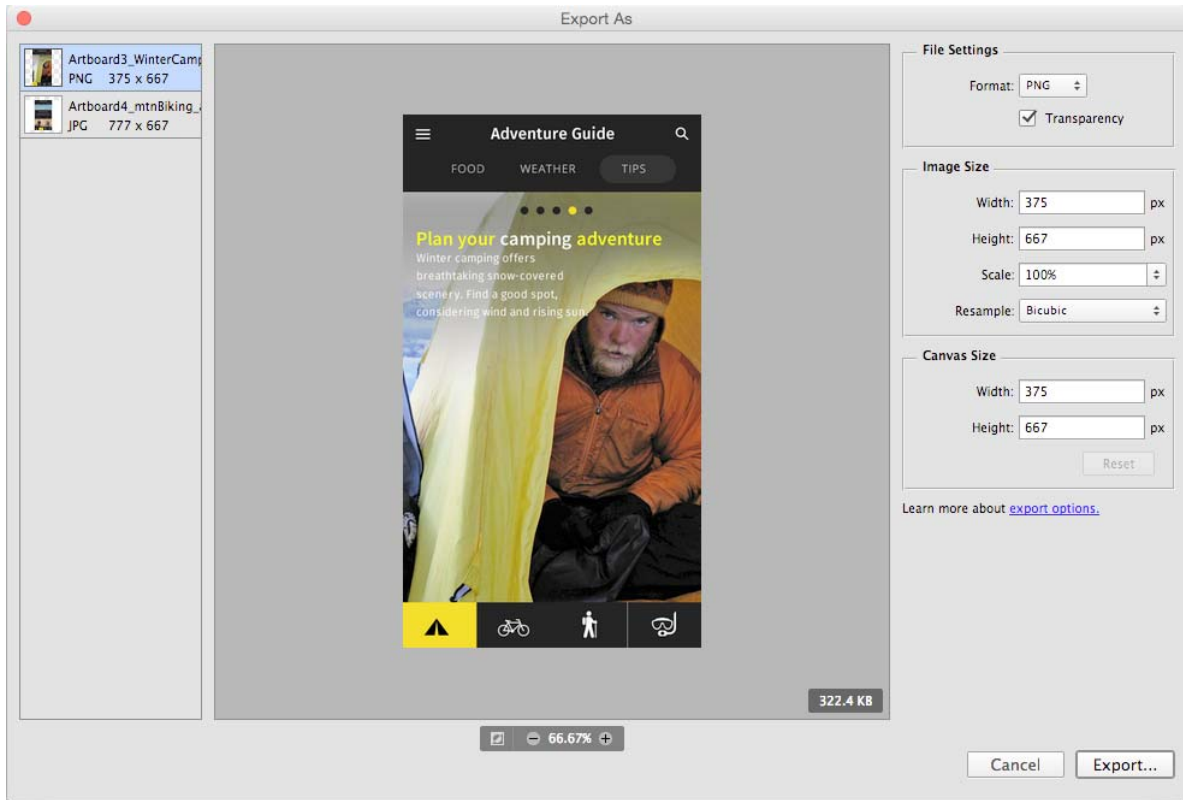 Export As
Artboard3_WinterCamp
PNG 375 x 667
Artboard4_mtnBiking_
JPG 777 x 667
Adventure Guide
FOOD WEATHER TIPS
Plan your camping adventure
Winter camping offers
breathtaking snow-covered
scenery. Find a good spot,
considering wind and rising sun.
322.4 KB
66.67%
File Settings
Format: PNG
Transparency
Image Size
Width: 375 px
Height: 667 px
Scale: 100%
Resample: Bicubic
Canvas Size
Width: 375 px
Height: 667 px
Reset
Learn more about export options.
Cancel Export...